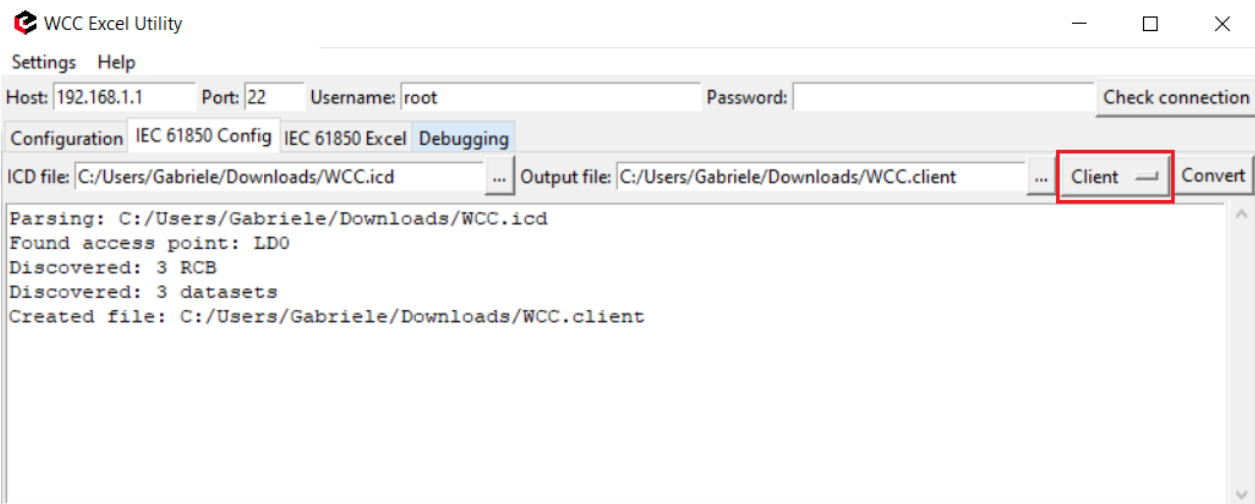 WCC Excel Utility
Settings Help
Host: 192.168.1.1 Port: 22 Username: root Password: Check connection
Configuration IEC 61850 Config IEC 61850 Excel Debugging
ICD file: C:/Users/Gabriele/Downloads/WCC.icd ... Output file: C:/Users/Gabriele/Downloads/WCC.client ... Client Convert
Parsing: C:/Users/Gabriele/Downloads/WCC.icd
Found access point: LD0
Discovered: 3 RCB
Discovered: 3 datasets
Created file: C:/Users/Gabriele/Downloads/WCC.client